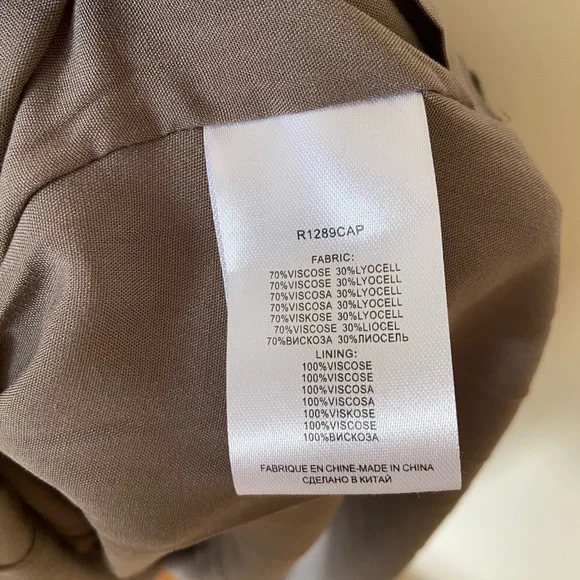 R1289CAP
FABRIC:
70%VISCOSE 30%LYOCELL
70%VISCOSE 30%LYOCELL
70%VISCOSA 30%LYOCELL
70%VISCOSA 30%LYOCELL
70%VISKOSE 30%LYOCELL
70%VISCOSE 30%LIOCEL
70%ВИСКОЗА 30%ЛИОСЕЛЬ
LINING:
100%VISCOSE
100%VISCOSE
100%VISCOSA
100%VISCOSA
100%VISKOSE
100%VISCOSE
100%ВИСКОЗА
FABRIQUE EN CHINE-MADE IN CHINA
СДЕЛАНО В КИТАЙ